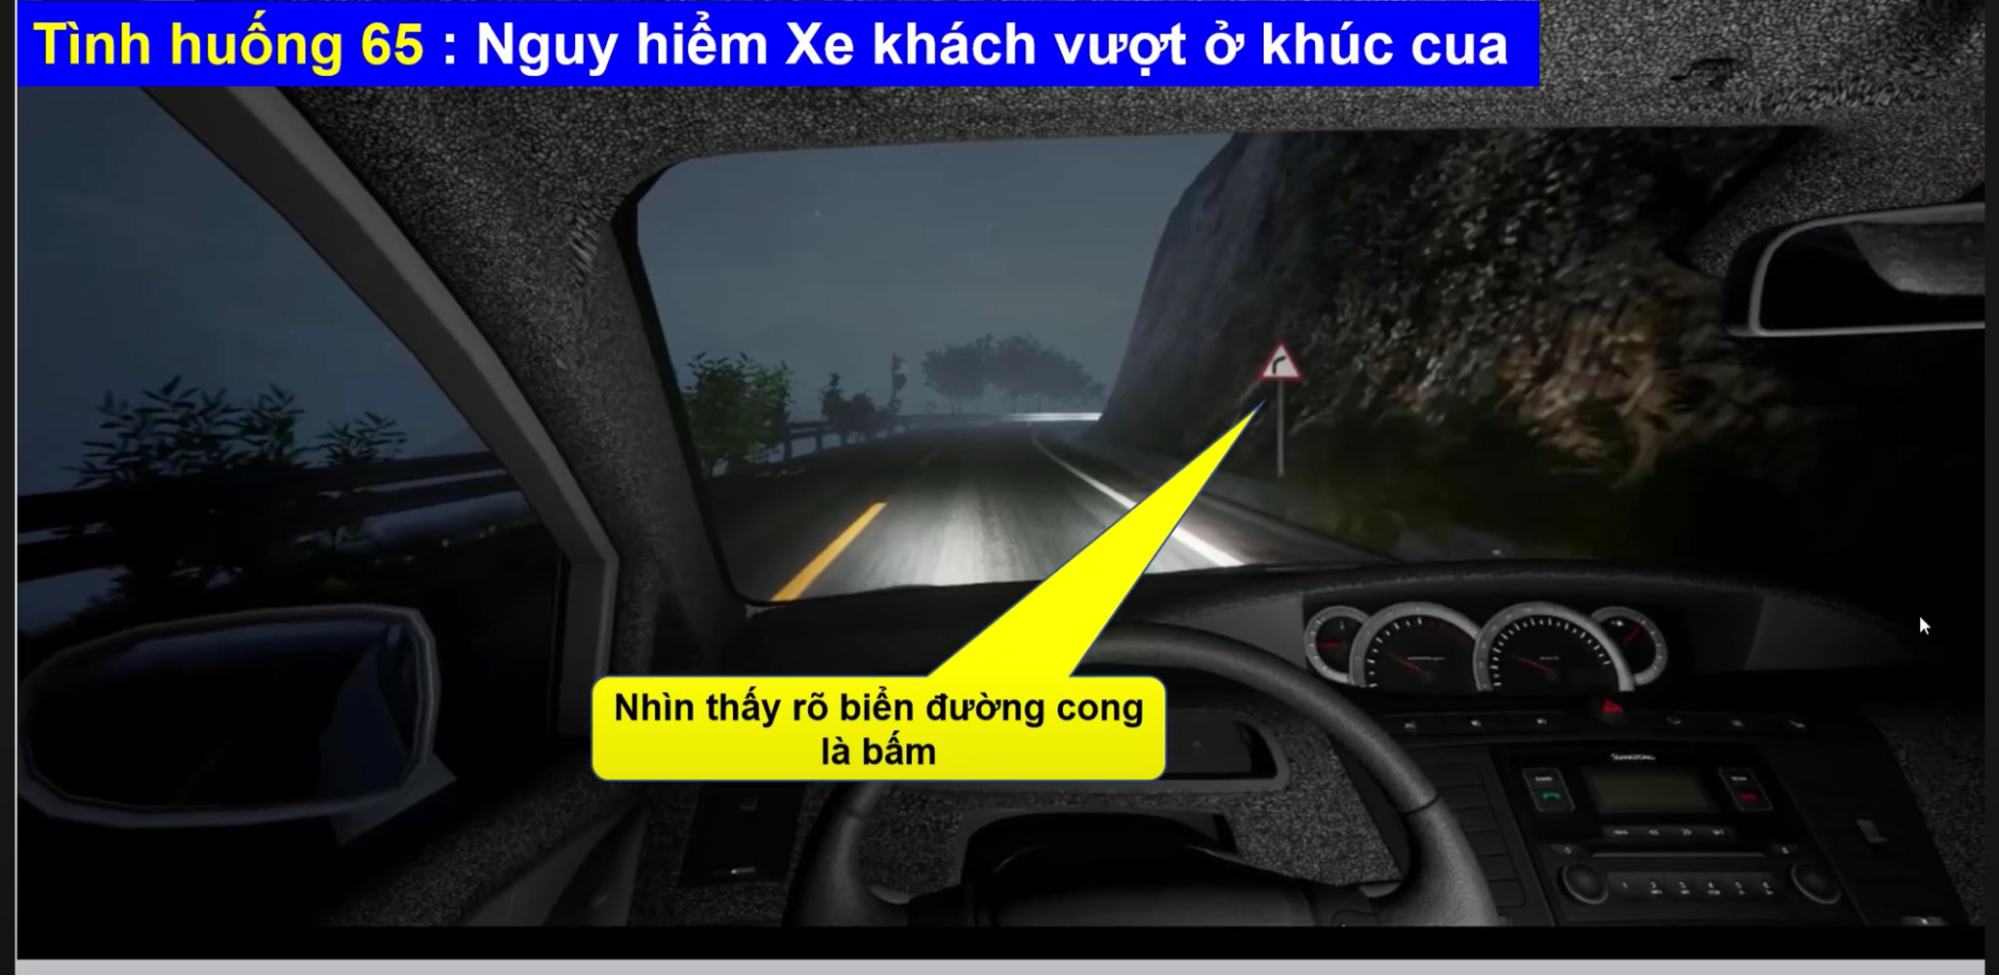 Tình huống 65 : Nguy hiểm Xe khách vượt ở khúc cua
Nhìn thấy rõ biển đường cong
là bấm